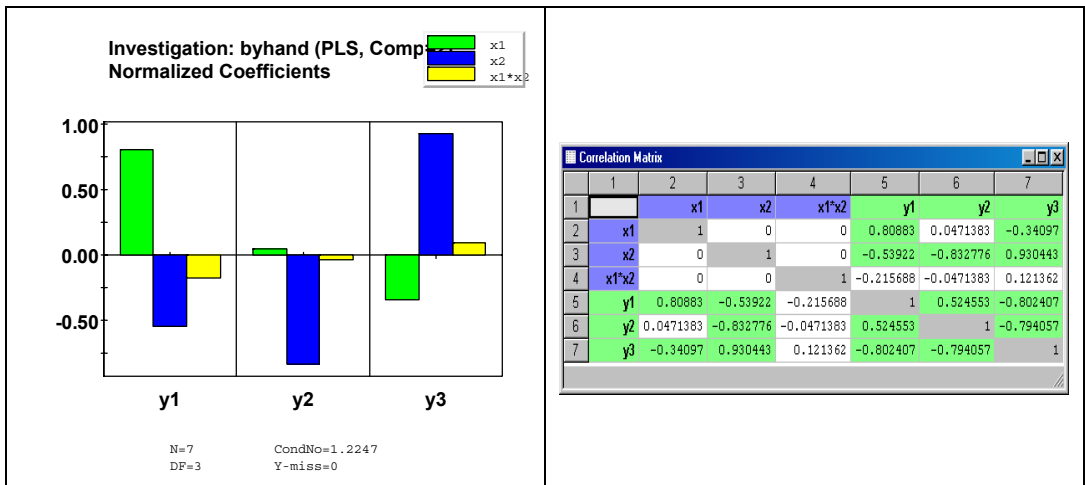 Investigation: byhand (PLS, Comp
Normalized Coefficients
x1
x2
x1*x2
1.00
0.50
0.00
-0.50
y1 y2 y3
N=7 CondNo=1.2247
DF=3 Y-miss=0
Correlation Matrix
1 2 3 4 5 6 7
1 x1 x2 x1*x2 y1 y2 y3
2 x1 1 0 0 0.80883 0.0471383 -0.34097
3 x2 0 1 0 -0.53922 -0.832776 0.930443
4 x1*x2 0 0 1 -0.215688 -0.0471383 0.121362
5 y1 0.80883 -0.53922 -0.215688 1 0.524553 -0.802407
6 y2 0.0471383 -0.832776 -0.0471383 0.524553 1 -0.794057
7 y3 -0.34097 0.930443 0.121362 -0.802407 -0.794057 1